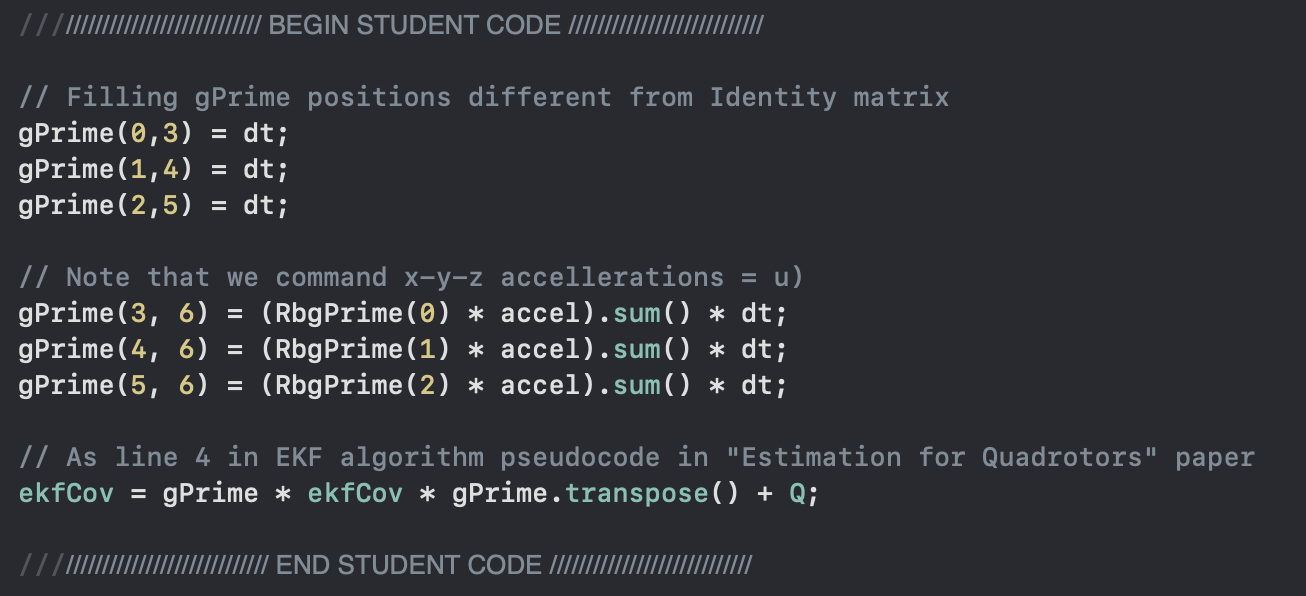 ///////////////////////////// BEGIN STUDENT CODE ///////////////////////////
// Filling gPrime positions different from Identity matrix
gPrime(0,3) = dt;
gPrime(1,4) = dt;
gPrime(2,5) = dt;
// Note that we command x-y-z accellerations = u)
gPrime(3, 6) = (RbgPrime(0) * accel).sum() * dt;
gPrime(4, 6) = (RbgPrime(1) * accel).sum() * dt;
gPrime(5, 6) = (RbgPrime(2) * accel).sum() * dt;
// As line 4 in EKF algorithm pseudocode in "Estimation for Quadrotors" paper
ekfCov = gPrime * ekfCov * gPrime.transpose() + Q;
////////////////////////////// END STUDENT CODE ////////////////////////////